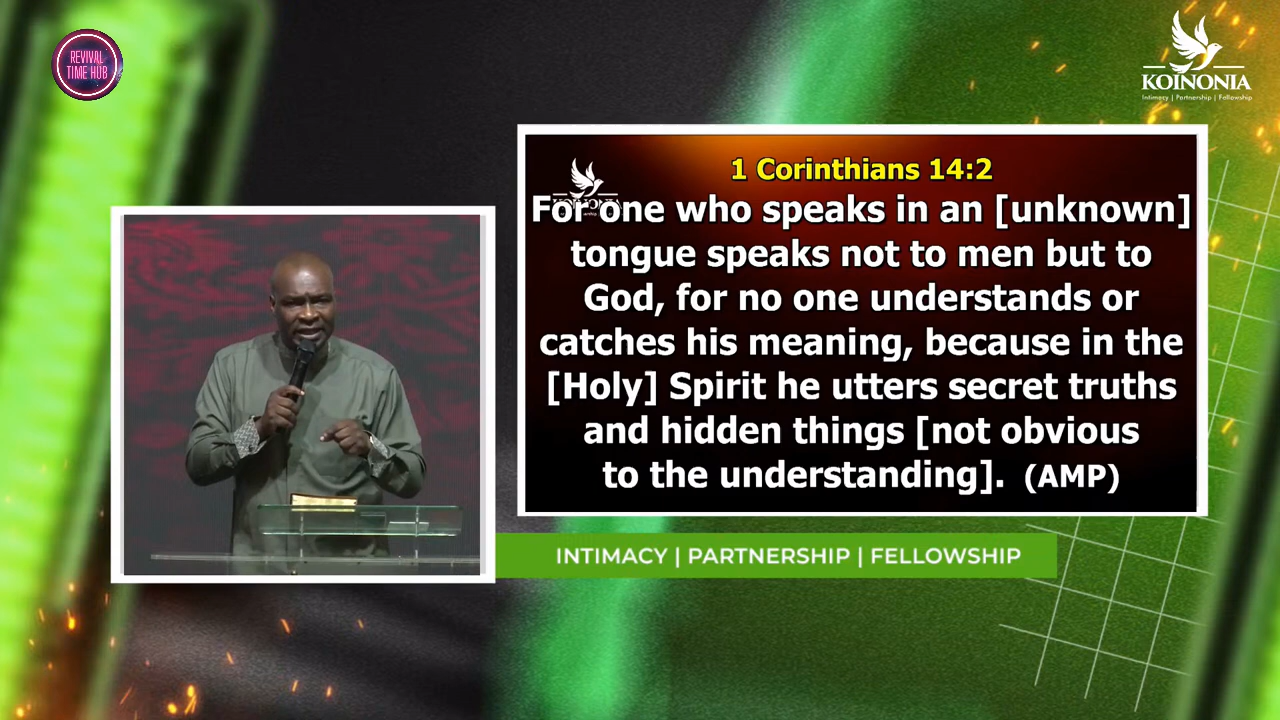 REVIVAL
TIME HUB
KOINONIA
Intimacy | Partnership | Fellowship
1 Corinthians 14:2
For one who speaks in an [unknown]
tongue speaks not to men but to
God, for no one understands or
catches his meaning, because in the
[Holy] Spirit he utters secret truths
and hidden things [not obvious
to the understanding]. (AMP)
INTIMACY | PARTNERSHIP | FELLOWSHIP